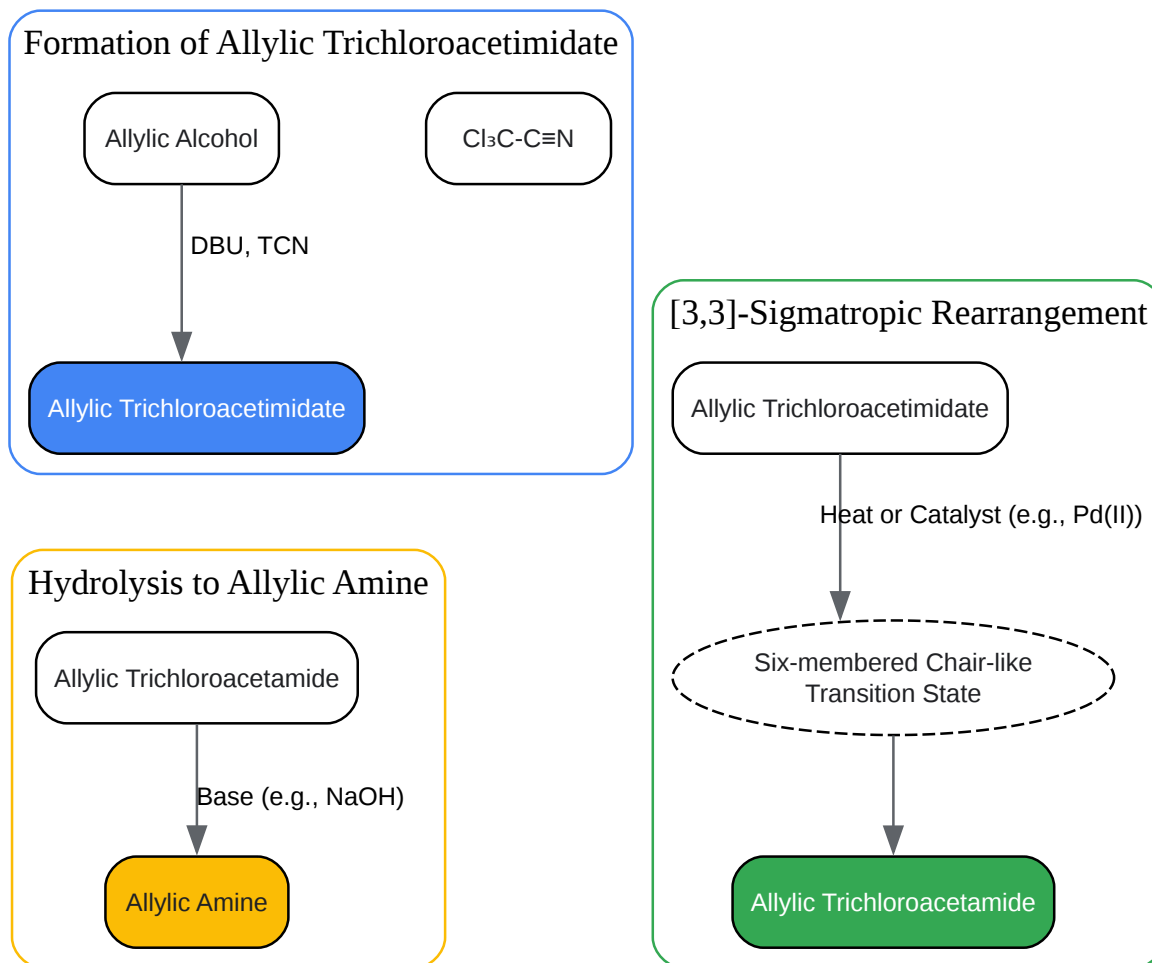 Formation of Allylic Trichloroacetimidate
Allylic Alcohol
Cl₃C-C≡N
DBU, TCN
Allylic Trichloroacetimidate
[3,3]-Sigmatropic Rearrangement
Allylic Trichloroacetimidate
Heat or Catalyst (e.g., Pd(II))
Six-membered Chair-like
Transition State
Allylic Trichloroacetamide
Hydrolysis to Allylic Amine
Allylic Trichloroacetamide
Base (e.g., NaOH)
Allylic Amine